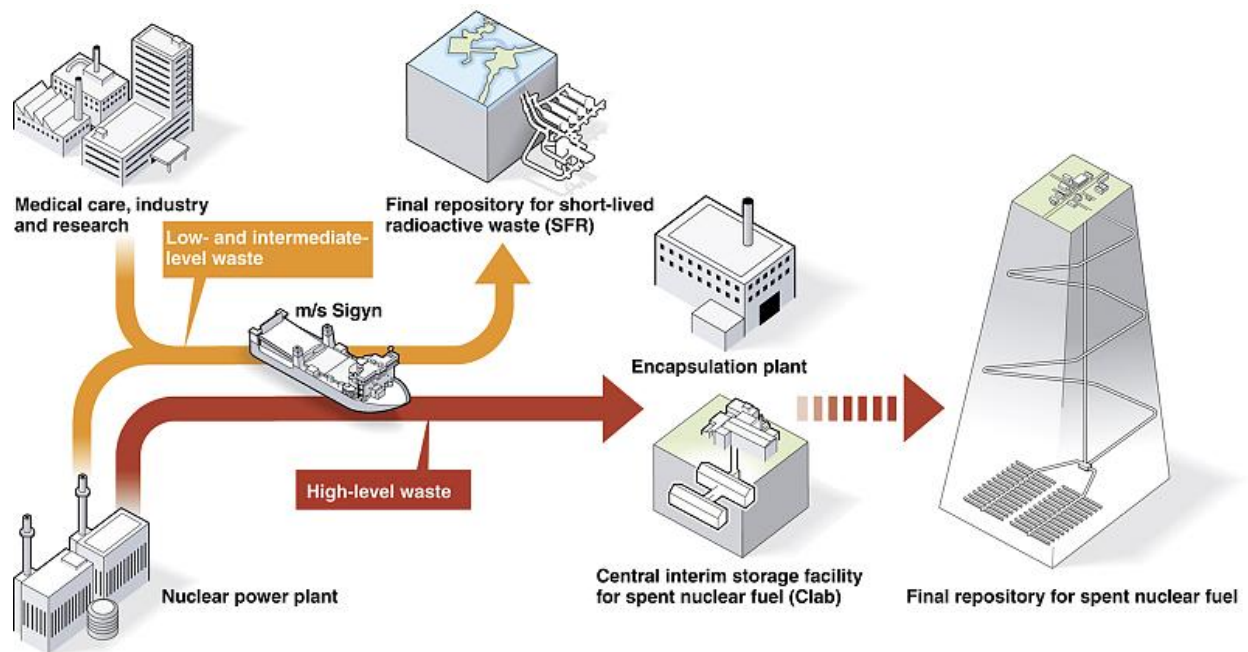 Medical care, industry
and research
Final repository for short-lived
radioactive waste (SFR)
Low- and intermediate-
level waste
m/s Sigyn
Encapsulation plant
High-level waste
Nuclear power plant
Central interim storage facility
for spent nuclear fuel (Clab)
Final repository for spent nuclear fuel